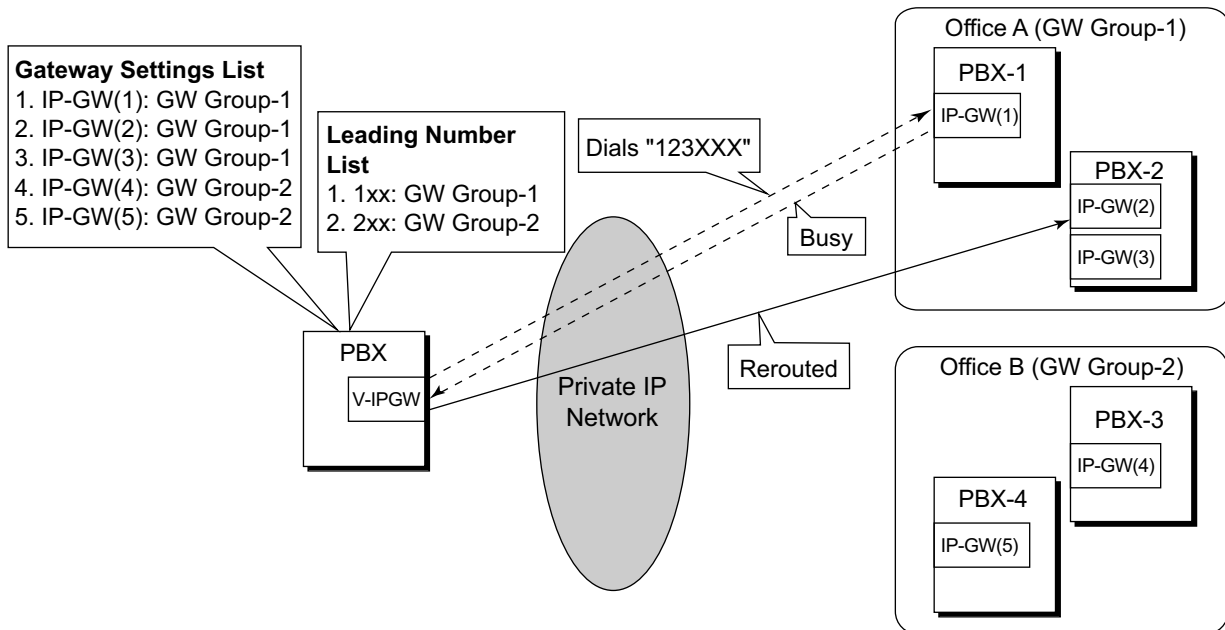 Gateway Settings List
1. IP-GW(1): GW Group-1
2. IP-GW(2): GW Group-1
3. IP-GW(3): GW Group-1
4. IP-GW(4): GW Group-2
5. IP-GW(5): GW Group-2
Leading Number
List
1. 1xx: GW Group-1
2. 2xx: GW Group-2
PBX
V-IPGW
Private IP
Network
Dials "123XXX"
Busy
Rerouted
Office A (GW Group-1)
PBX-1
IP-GW(1)
PBX-2
IP-GW(2)
IP-GW(3)
Office B (GW Group-2)
PBX-3
IP-GW(4)
PBX-4
IP-GW(5)